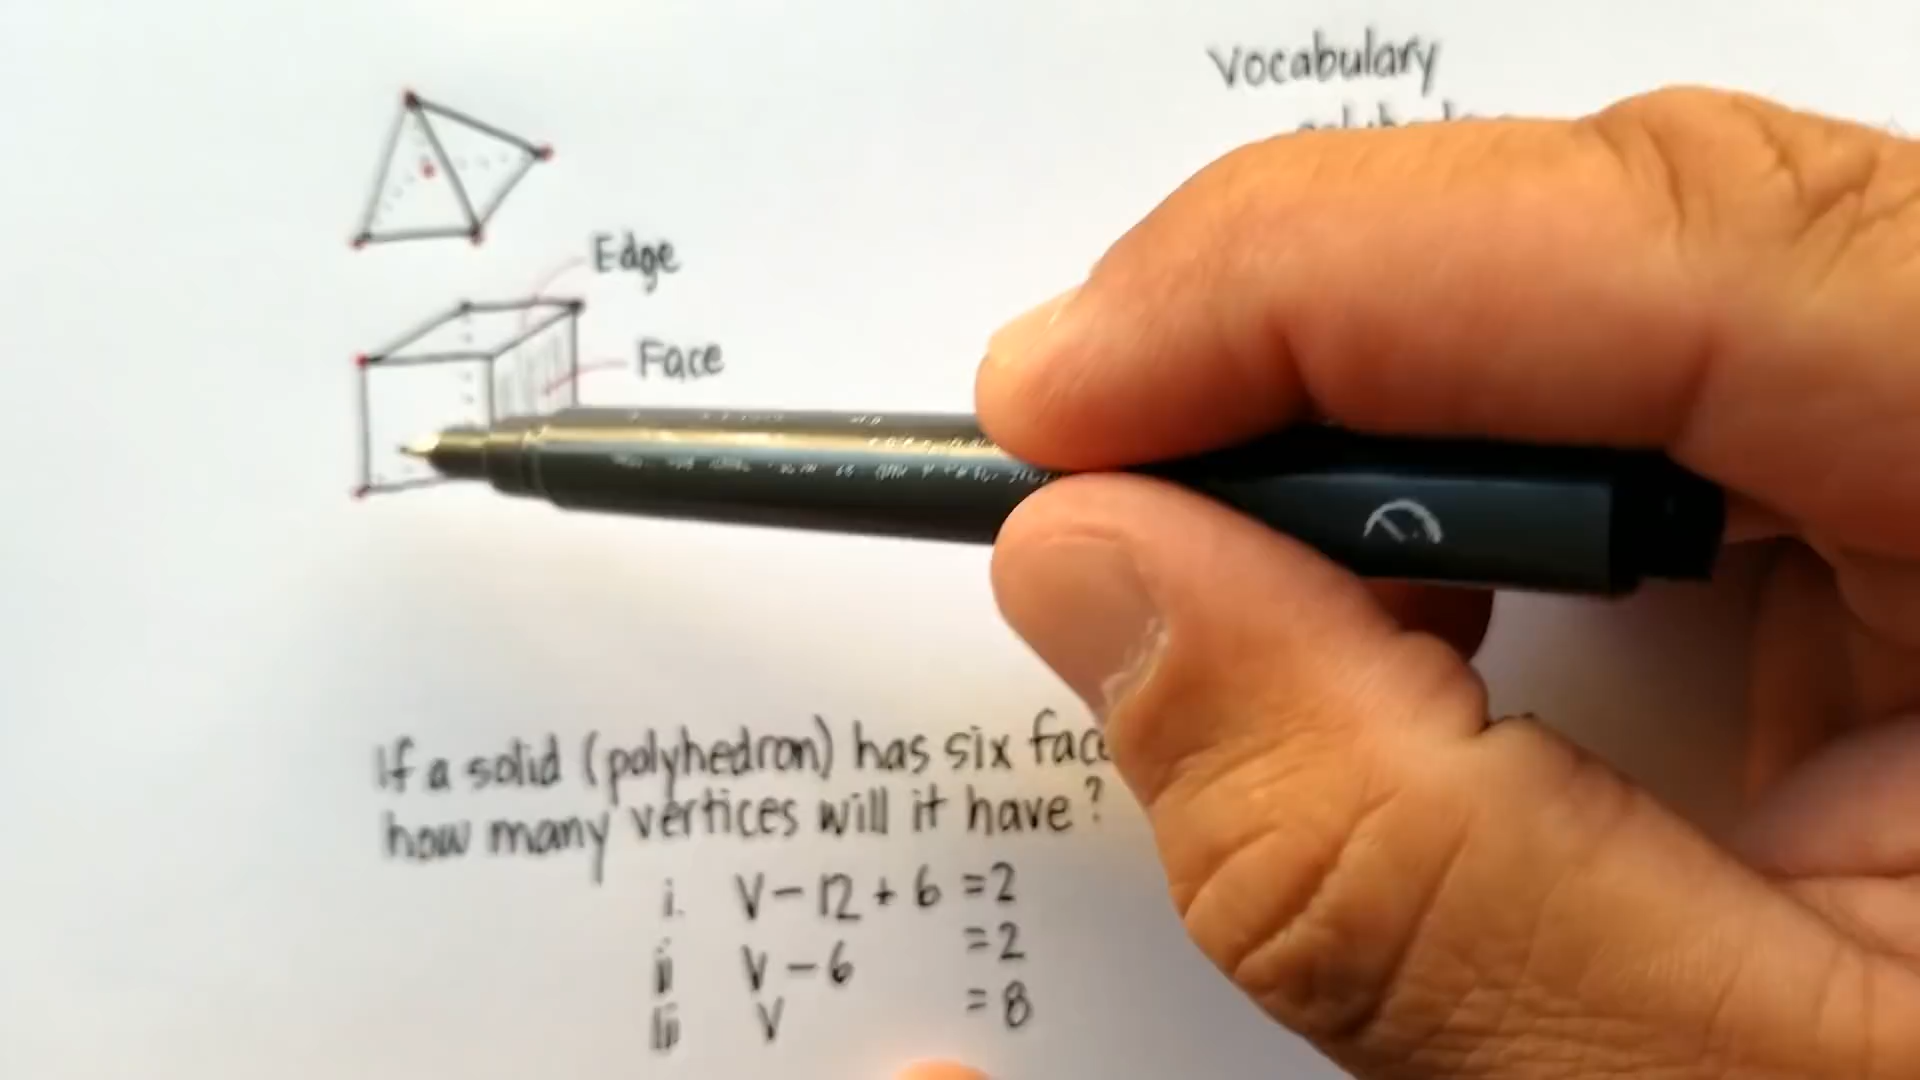 Vocabulary
Edge
Face
If a solid (polyhedron) has six face
how many vertices will it have?
i. V - 12 + 6 = 2
ii V - 6 = 2
iii V = 8